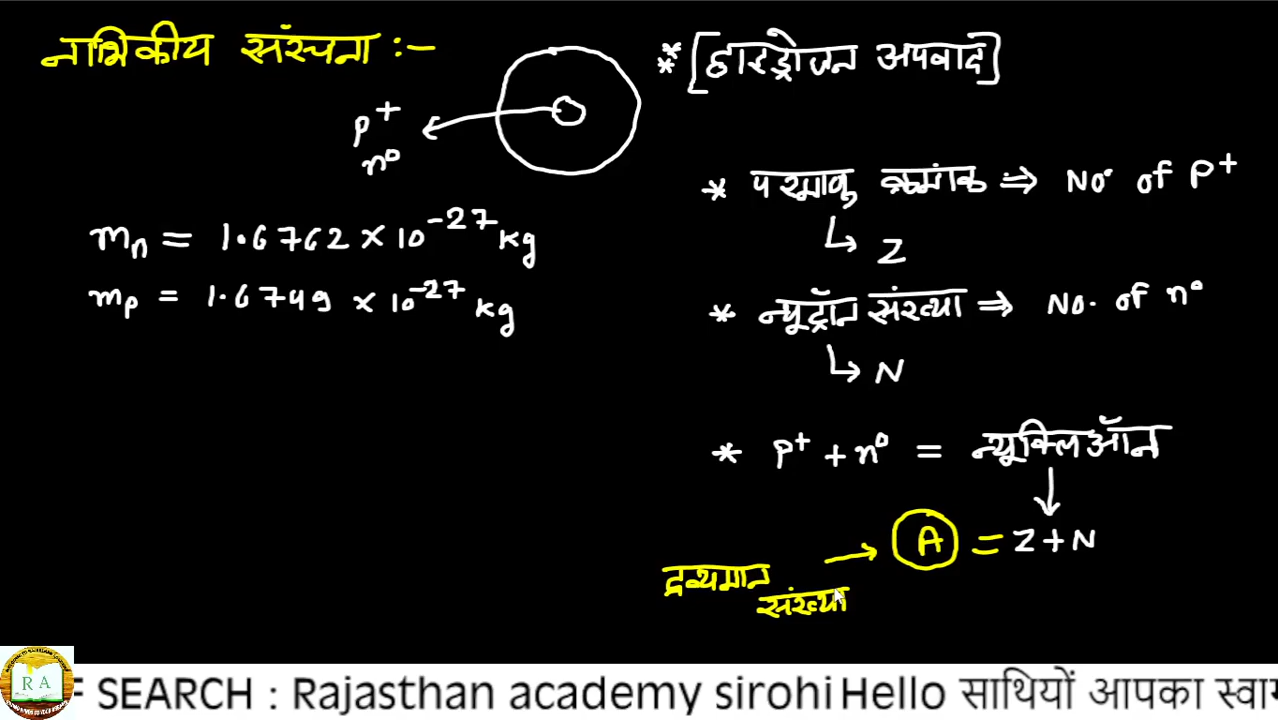 नाभिकीय संरचना :-
p+
n°
mn = 1.6762 × 10^-27 kg
mp = 1.6749 × 10^-27 kg
** [हाइड्रोजन अपवाद]
* परमाणु क्रमांक ⇒ No. of P+
↳ Z
* न्यूट्रॉन संख्या ⇒ No. of n°
↳ N
* p+ + n° = न्यूक्लिऑन
↓
द्रव्यमान संख्या → A = Z+N
RA
F SEARCH : Rajasthan academy sirohi Hello साथियों आपका स्वाग